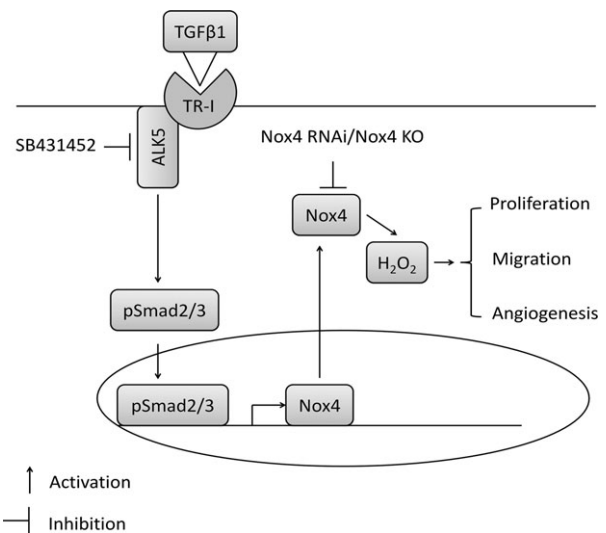 TGFβ1
TR-I
ALK5
SB431452
Nox4 RNAi/Nox4 KO
Nox4
H₂O₂
Proliferation
Migration
Angiogenesis
pSmad2/3
pSmad2/3
Nox4
Activation
Inhibition